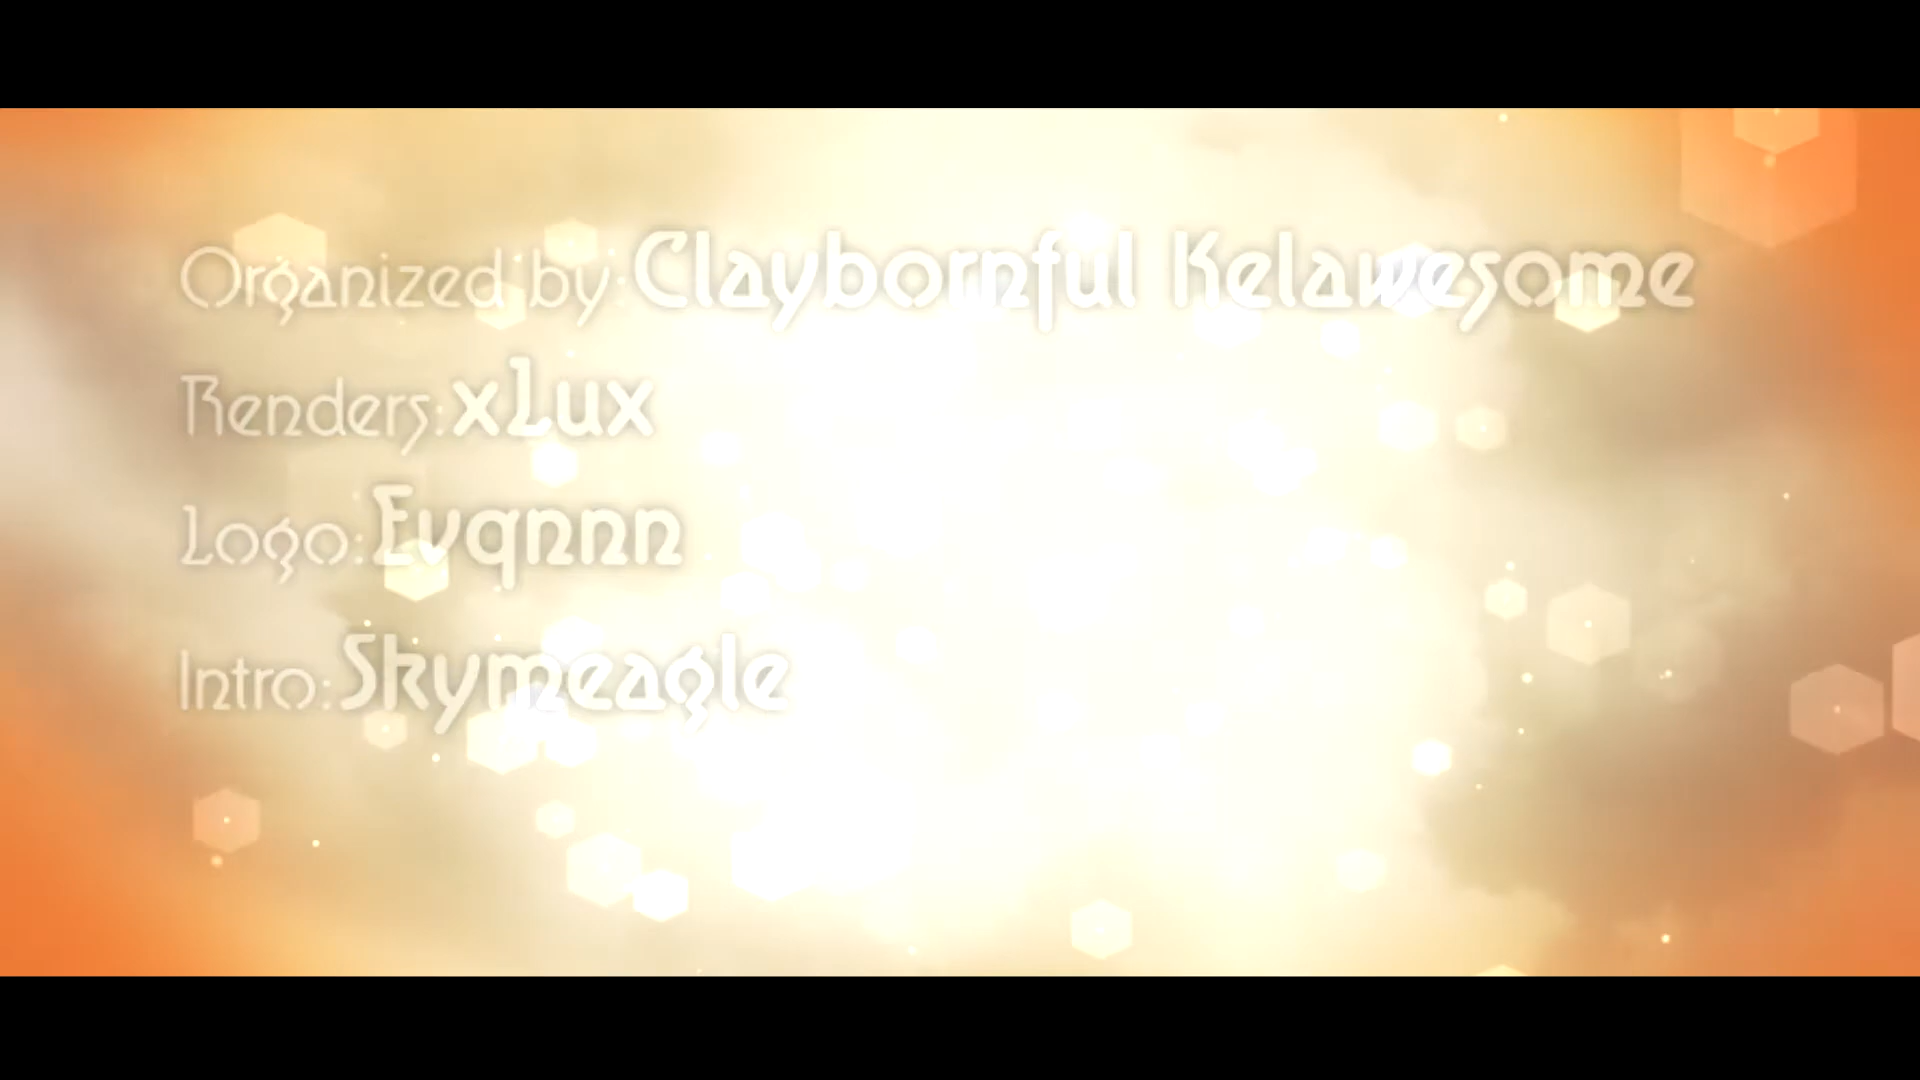 Organized by: Claybornful Kelawesome
Renders: xLux
Logo: Evqnnn
Intro: Skymeagle